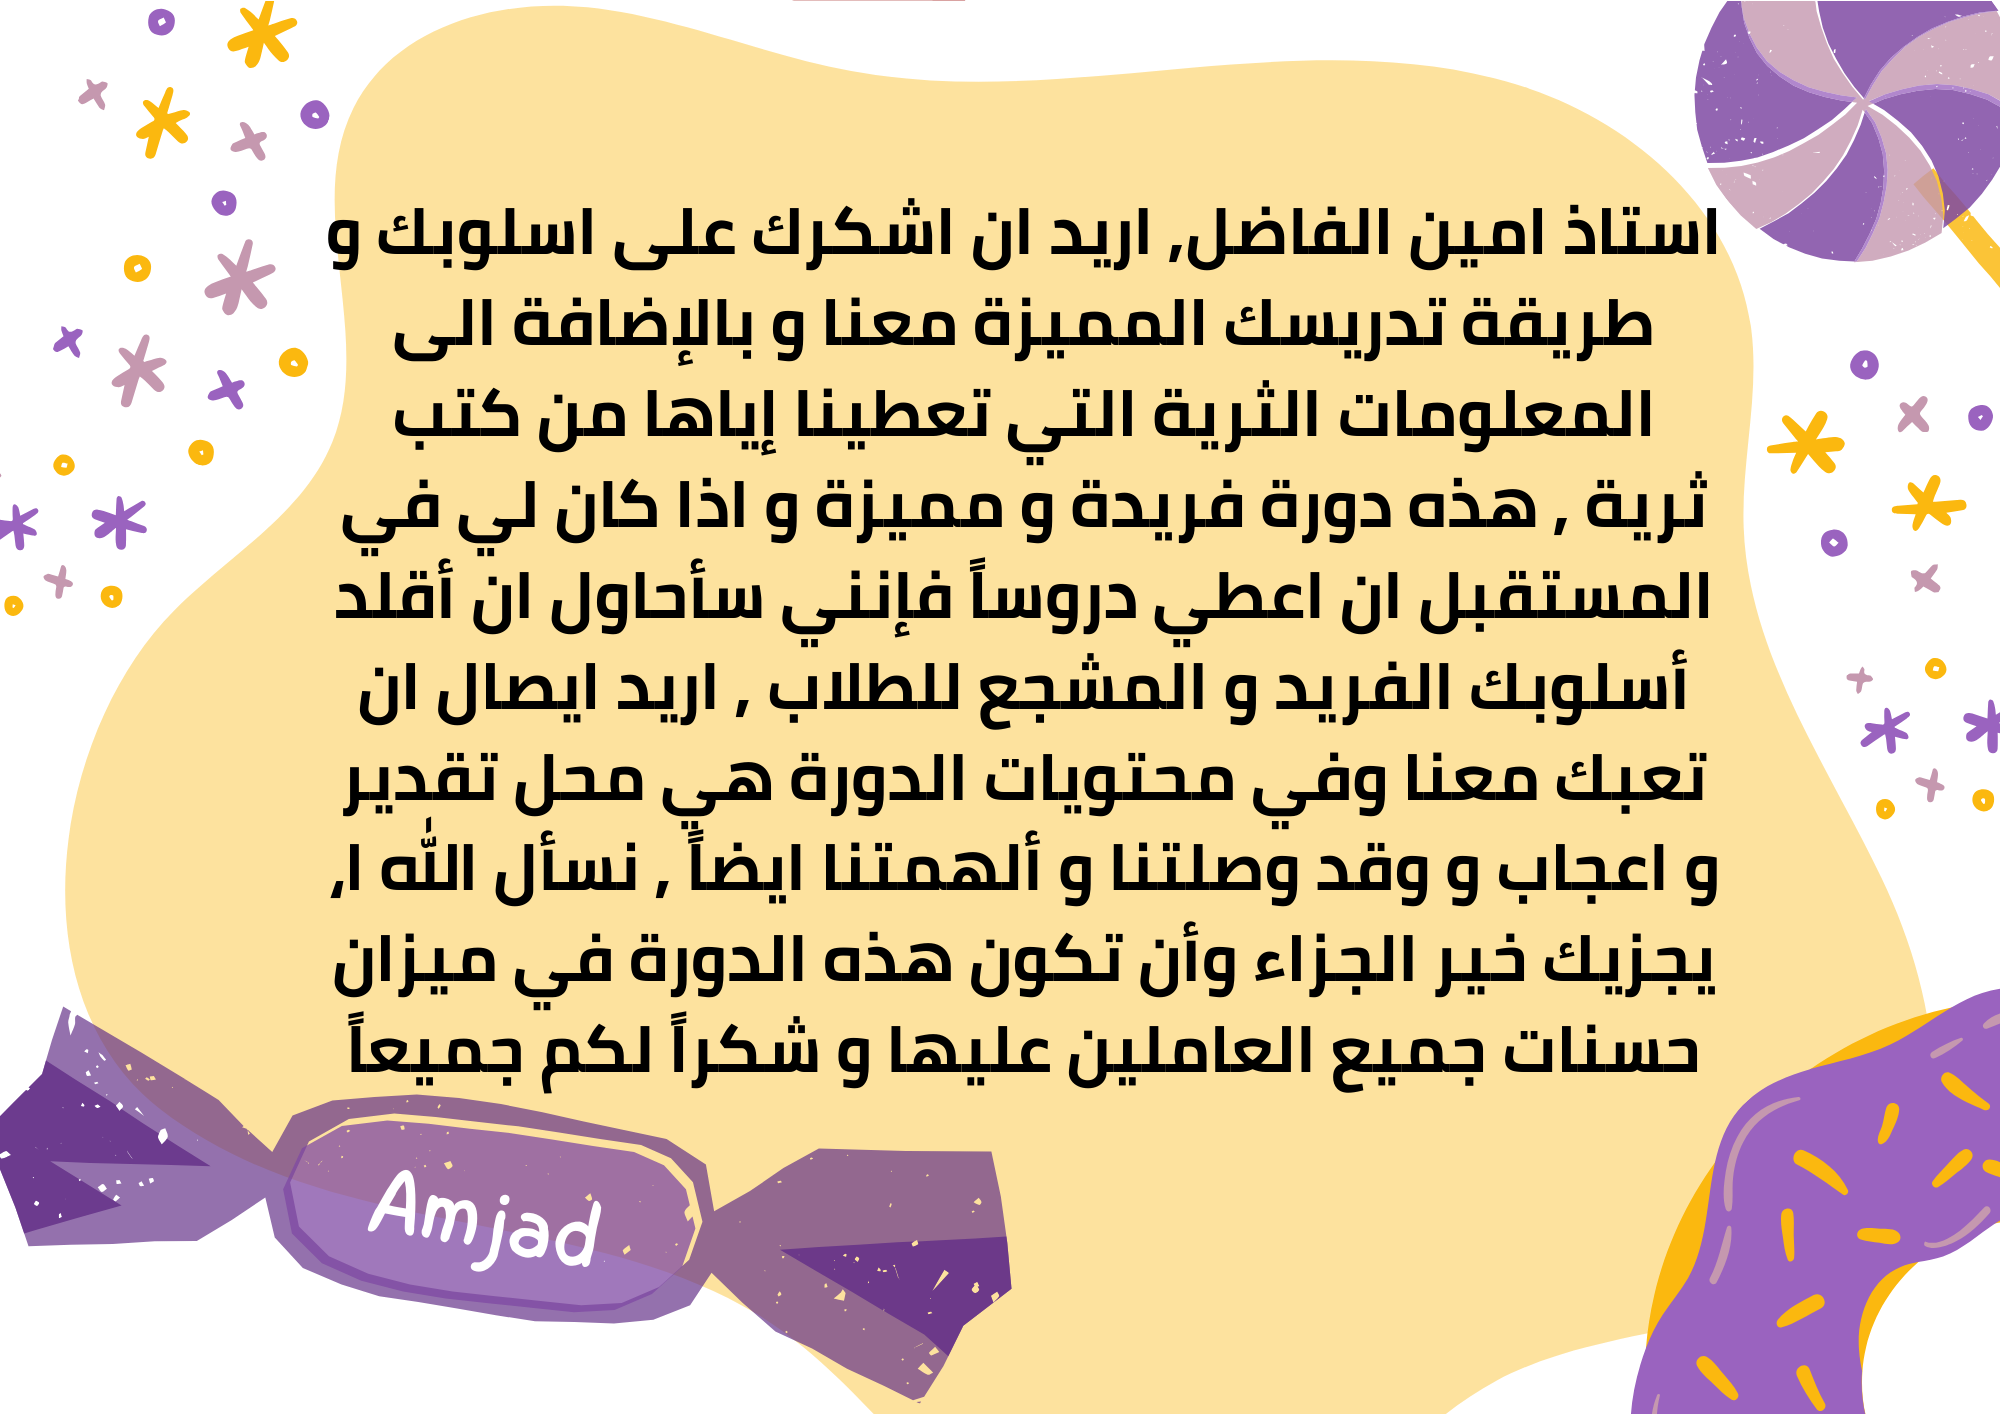 استاذ امين الفاضل, اريد ان اشكرك على اسلوبك و
طريقة تدريسك المميزة معنا و بالإضافة الى
المعلومات الثرية التي تعطينا إياها من كتب
ثرية , هذه دورة فريدة و مميزة و اذا كان لي في
المستقبل ان اعطي دروساً فإنني سأحاول ان أقلد
أسلوبك الفريد و المشجع للطلاب , اريد ايصال ان
تعبك معنا وفي محتويات الدورة هي محل تقدير
و اعجاب و وقد وصلتنا و ألهمتنا ايضاً , نسأل الله ا,
يجزيك خير الجزاء وأن تكون هذه الدورة في ميزان
حسنات جميع العاملين عليها و شكراً لكم جميعاً
Amjad